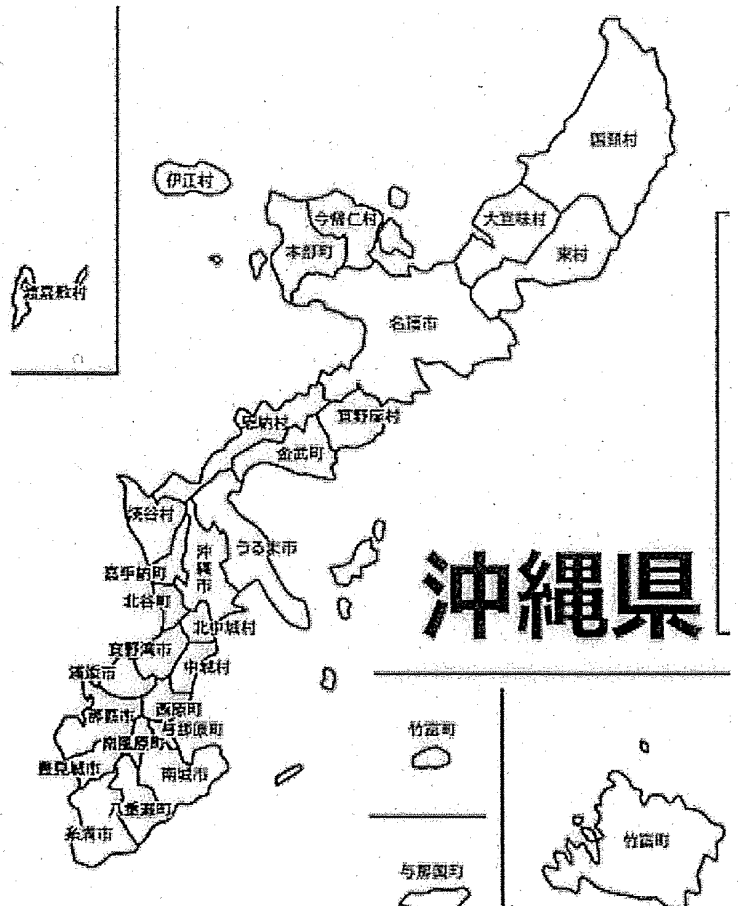 国頭村
伊江村
今帰仁村
大宜味村
本部町
東村
渡嘉敷村
名護市
恩納村
宜野座村
金武町
読谷村
うるま市
沖縄市
嘉手納町
北谷町
北中城村
宜野湾市
中城村
浦添市
西原町
那覇市
与那原町
南風原町
豊見城市
南城市
八重瀬町
糸満市
沖縄県
竹富町
竹富町
与那国町